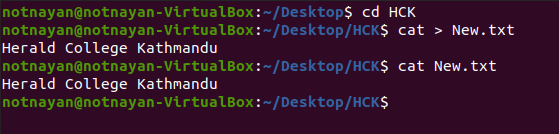 notnayan@notnayan-VirtualBox:~/Desktop$ cd HCK
notnayan@notnayan-VirtualBox:~/Desktop/HCK$ cat > New.txt
Herald College Kathmandu
notnayan@notnayan-VirtualBox:~/Desktop/HCK$ cat New.txt
Herald College Kathmandu
notnayan@notnayan-VirtualBox:~/Desktop/HCK$